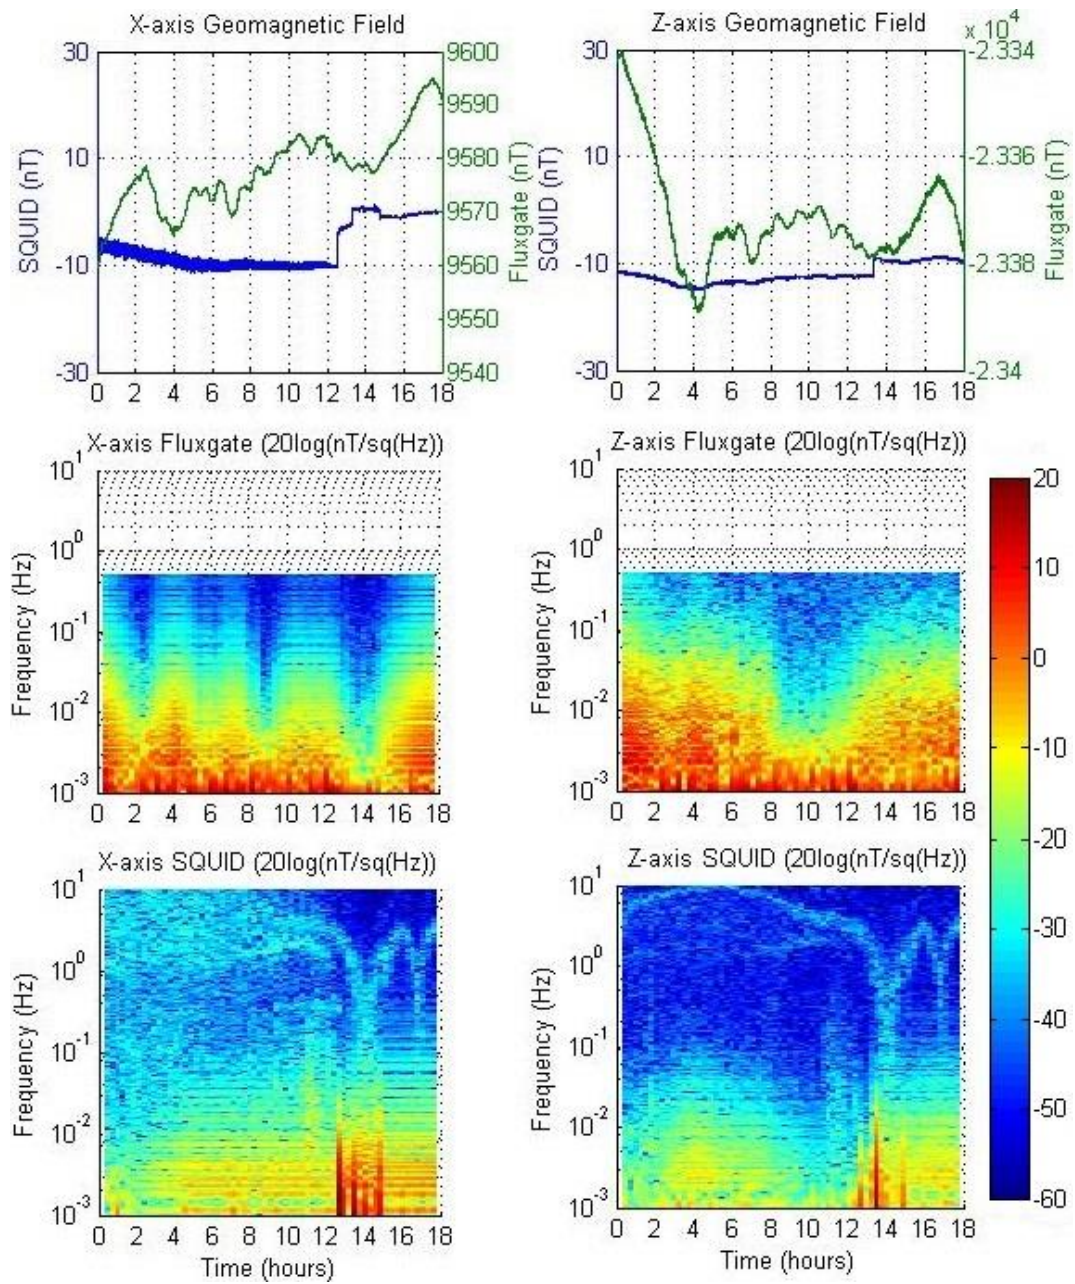 X-axis Geomagnetic Field
30
10
-10
-30
SQUID (nT)
9600
9590
9580
9570
9560
9550
9540
Fluxgate (nT)
0 2 4 6 8 10 12 14 16 18
Z-axis Geomagnetic Field
x 10^4
30
10
-10
-30
SQUID (nT)
-2.334
-2.336
-2.338
-2.34
Fluxgate (nT)
0 2 4 6 8 10 12 14 16 18
X-axis Fluxgate (20log(nT/sq(Hz))
10^1
10^0
10^-1
10^-2
10^-3
Frequency (Hz)
0 2 4 6 8 10 12 14 16 18
Z-axis Fluxgate (20log(nT/sq(Hz))
10^1
10^0
10^-1
10^-2
10^-3
Frequency (Hz)
0 2 4 6 8 10 12 14 16 18
X-axis SQUID (20log(nT/sq(Hz))
10^1
10^0
10^-1
10^-2
10^-3
Frequency (Hz)
0 2 4 6 8 10 12 14 16 18
Time (hours)
Z-axis SQUID (20log(nT/sq(Hz))
10^1
10^0
10^-1
10^-2
10^-3
Frequency (Hz)
0 2 4 6 8 10 12 14 16 18
Time (hours)
20
10
0
-10
-20
-30
-40
-50
-60